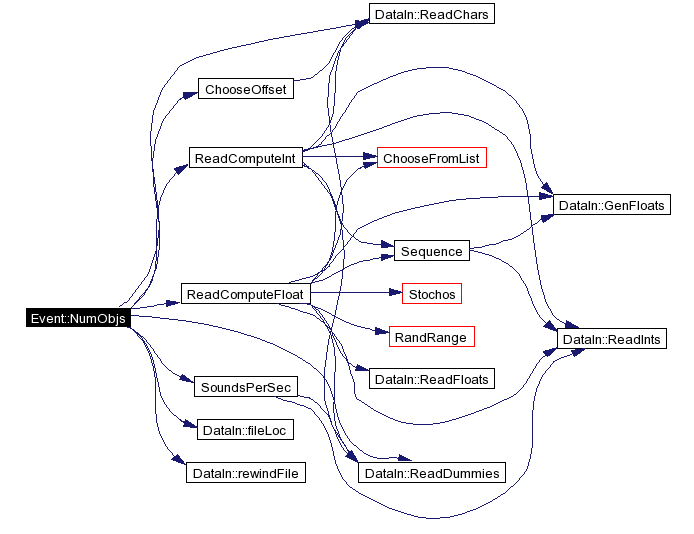 DataIn::ReadChars
ChooseOffset
ReadComputeInt
ChooseFromList
DataIn::GenFloats
Sequence
ReadComputeFloat
Stochos
Event::NumObjs
RandRange
DataIn::ReadInts
SoundsPerSec
DataIn::ReadFloats
DataIn::fileLoc
DataIn::rewindFile
DataIn::ReadDummies